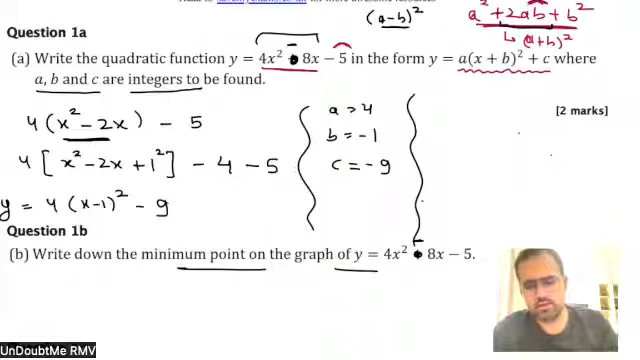 (a-b)²
a² + 2ab + b²
↳ (a+b)²
Question 1a
(a) Write the quadratic function y = 4x² - 8x - 5 in the form y = a(x + b)² + c where
a, b and c are integers to be found.
[2 marks]
4(x² - 2x) - 5
4[x² - 2x + 1²] - 4 - 5
y = 4(x-1)² - 9
a = 4
b = -1
c = -9
Question 1b
(b) Write down the minimum point on the graph of y = 4x² - 8x - 5.
UnDoubtMe RMV